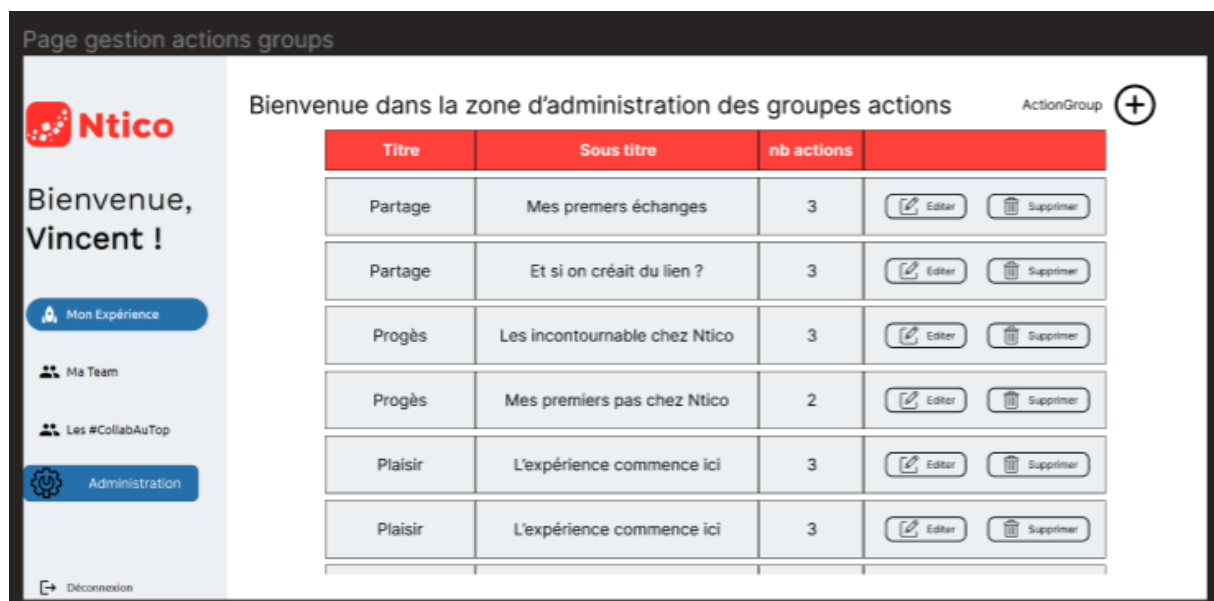 Page gestion actions groups
Ntico
Bienvenue,
Vincent !
Mon Expérience
Ma Team
Les #CollabAuTop
Administration
Déconnexion
Bienvenue dans la zone d’administration des groupes actions
ActionGroup
Titre Sous titre nb actions
Partage Mes premers échanges 3 Editer Supprimer
Partage Et si on créait du lien ? 3 Editer Supprimer
Progès Les incontournable chez Ntico 3 Editer Supprimer
Progès Mes premiers pas chez Ntico 2 Editer Supprimer
Plaisir L’expérience commence ici 3 Editer Supprimer
Plaisir L’expérience commence ici 3 Editer Supprimer